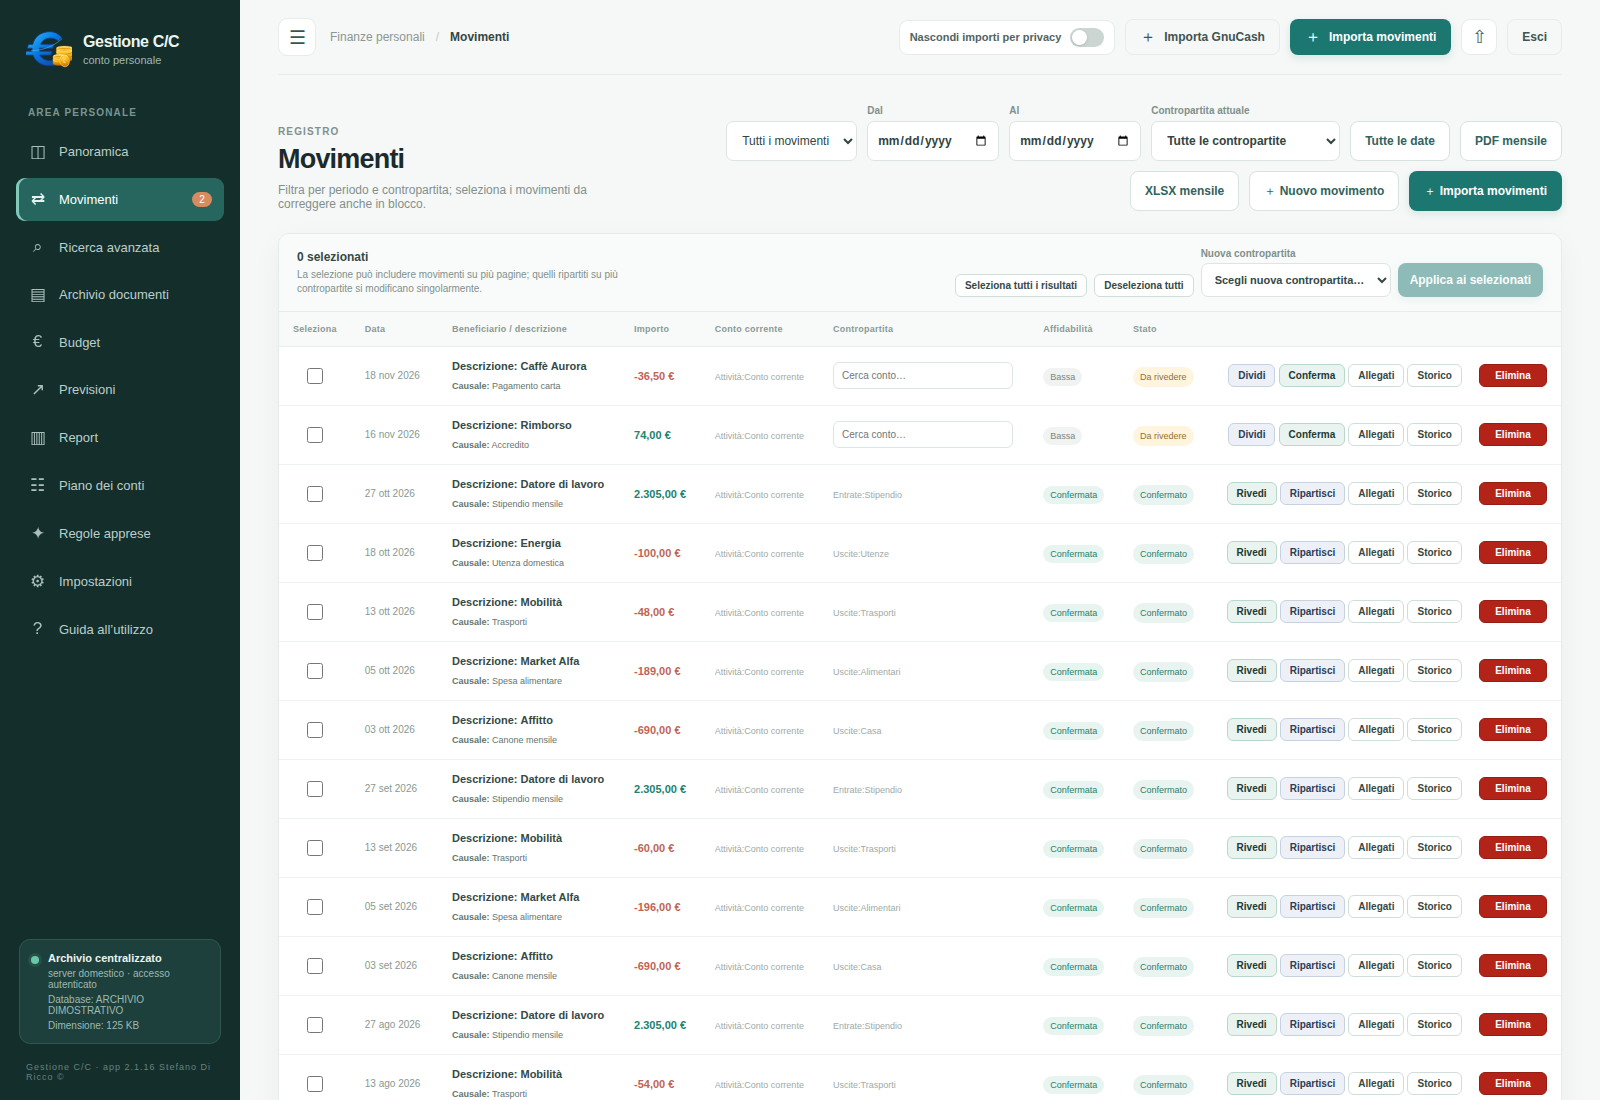 Gestione C/C
conto personale
AREA PERSONALE
Panoramica
Movimenti 2
Ricerca avanzata
Archivio documenti
€ Budget
Previsioni
Report
Piano dei conti
Regole apprese
Impostazioni
? Guida all'utilizzo
Archivio centralizzato
server domestico · accesso
autenticato
Database: ARCHIVIO
DIMOSTRATIVO
Dimensione: 125 KB
Gestione C/C · app 2.1.16 Stefano Di
Ricco ©
Finanze personali / Movimenti
Nascondi importi per privacy
+ Importa GnuCash
+ Importa movimenti
Esci
REGISTRO
Movimenti
Filtra per periodo e contropartita; seleziona i movimenti da
correggere anche in blocco.
Dal Al Contropartita attuale
Tutti i movimenti mm/dd/yyyy mm/dd/yyyy Tutte le contropartite Tutte le date PDF mensile
XLSX mensile + Nuovo movimento + Importa movimenti
0 selezionati
La selezione può includere movimenti su più pagine; quelli ripartiti su più
contropartite si modificano singolarmente.
Nuova contropartita
Seleziona tutti i risultati Deseleziona tutti Scegli nuova contropartita... Applica ai selezionati
Seleziona Data Beneficiario / descrizione Importo Conto corrente Contropartita Affidabilità Stato
18 nov 2026 Descrizione: Caffè Aurora -36,50 € Attività:Conto corrente Cerca conto... Bassa Da rivedere Dividi Conferma Allegati Storico Elimina
Causale: Pagamento carta
16 nov 2026 Descrizione: Rimborso 74,00 € Attività:Conto corrente Cerca conto... Bassa Da rivedere Dividi Conferma Allegati Storico Elimina
Causale: Accredito
27 ott 2026 Descrizione: Datore di lavoro 2.305,00 € Attività:Conto corrente Entrate:Stipendio Confermata Confermato Rivedi Ripartisci Allegati Storico Elimina
Causale: Stipendio mensile
18 ott 2026 Descrizione: Energia -100,00 € Attività:Conto corrente Uscite:Utenze Confermata Confermato Rivedi Ripartisci Allegati Storico Elimina
Causale: Utenza domestica
13 ott 2026 Descrizione: Mobilità -48,00 € Attività:Conto corrente Uscite:Trasporti Confermata Confermato Rivedi Ripartisci Allegati Storico Elimina
Causale: Trasporti
05 ott 2026 Descrizione: Market Alfa -189,00 € Attività:Conto corrente Uscite:Alimentari Confermata Confermato Rivedi Ripartisci Allegati Storico Elimina
Causale: Spesa alimentare
03 ott 2026 Descrizione: Affitto -690,00 € Attività:Conto corrente Uscite:Casa Confermata Confermato Rivedi Ripartisci Allegati Storico Elimina
Causale: Canone mensile
27 set 2026 Descrizione: Datore di lavoro 2.305,00 € Attività:Conto corrente Entrate:Stipendio Confermata Confermato Rivedi Ripartisci Allegati Storico Elimina
Causale: Stipendio mensile
13 set 2026 Descrizione: Mobilità -60,00 € Attività:Conto corrente Uscite:Trasporti Confermata Confermato Rivedi Ripartisci Allegati Storico Elimina
Causale: Trasporti
05 set 2026 Descrizione: Market Alfa -196,00 € Attività:Conto corrente Uscite:Alimentari Confermata Confermato Rivedi Ripartisci Allegati Storico Elimina
Causale: Spesa alimentare
03 set 2026 Descrizione: Affitto -690,00 € Attività:Conto corrente Uscite:Casa Confermata Confermato Rivedi Ripartisci Allegati Storico Elimina
Causale: Canone mensile
27 ago 2026 Descrizione: Datore di lavoro 2.305,00 € Attività:Conto corrente Entrate:Stipendio Confermata Confermato Rivedi Ripartisci Allegati Storico Elimina
Causale: Stipendio mensile
13 ago 2026 Descrizione: Mobilità -54,00 € Attività:Conto corrente Uscite:Trasporti Confermata Confermato Rivedi Ripartisci Allegati Storico Elimina
Causale: Trasporti